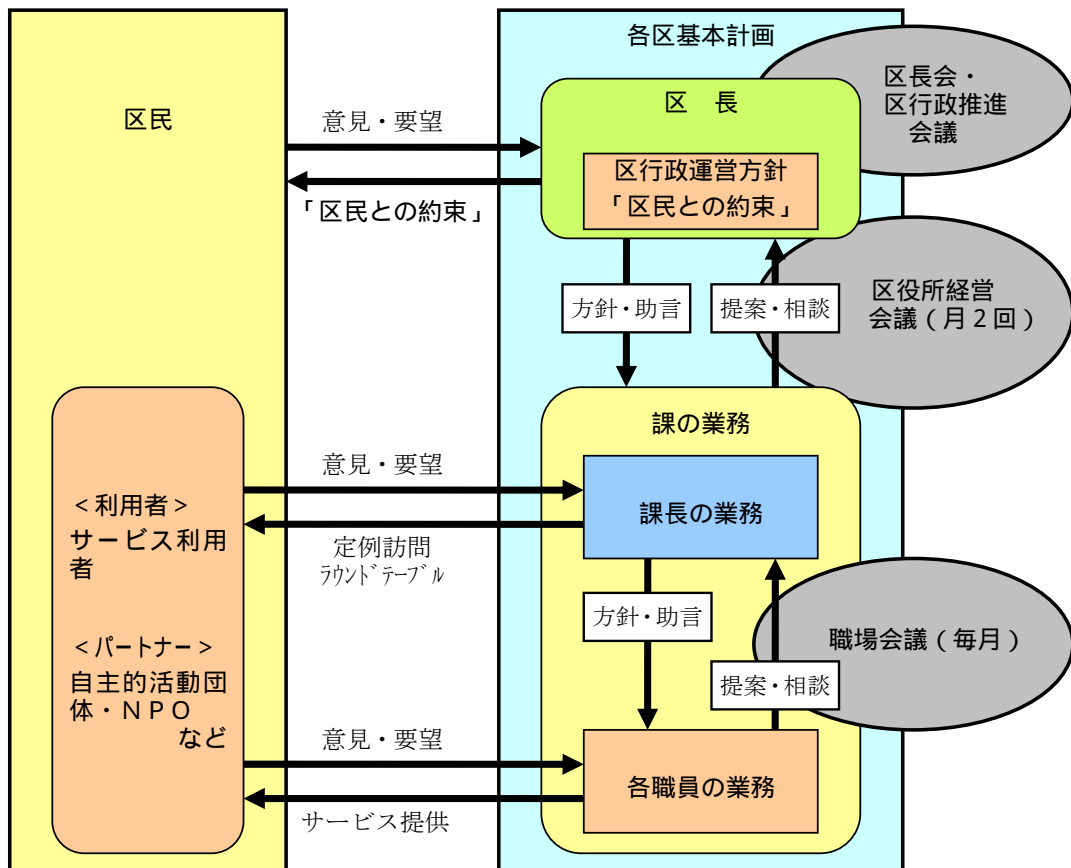 各区基本計画
区長会・
区行政推進
会議
区民
意見・要望
区　長
区行政運営方針
「区民との約束」
「区民との約束」
方針・助言
提案・相談
区役所経営
会議（月２回）
課の業務
意見・要望
課長の業務
定例訪問
ﾗｳﾝﾄﾞﾃｰﾌﾞﾙ
＜利用者＞
サービス利用
者
方針・助言
職場会議（毎月）
＜パートナー＞
自主的活動団
体・ＮＰＯ
など
提案・相談
意見・要望
各職員の業務
サービス提供